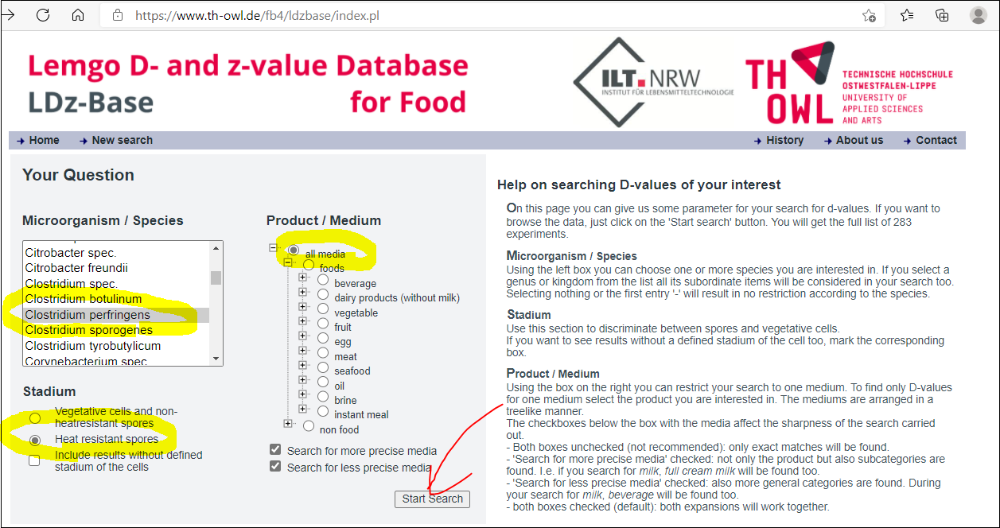 https://www.th-owl.de/fb4/ldzbase/index.pl
Lemgo D- and z-value Database
LDz-Base for Food
ILT.NRW
INSTITUT FÜR LEBENSMITTELTECHNOLOGIE
TH
OWL
TECHNISCHE HOCHSCHULE
OSTWESTFALEN-LIPPE
UNIVERSITY OF
APPLIED SCIENCES
AND ARTS
Home New search History About us Contact
Your Question
Microorganism / Species
Citrobacter spec.
Citrobacter freundii
Clostridium spec.
Clostridium botulinum
Clostridium perfringens
Clostridium sporogenes
Clostridium tyrobutylicum
Corynebacterium spec
Stadium
Vegetative cells and non-
heatresistant spores
Heat resistant spores
Include results without defined
stadium of the cells
Product / Medium
all media
foods
beverage
dairy products (without milk)
vegetable
fruit
egg
meat
seafood
oil
brine
instant meal
non food
Search for more precise media
Search for less precise media
Start Search
Help on searching D-values of your interest
On this page you can give us some parameter for your search for d-values. If you want to
browse the data, just click on the 'Start search' button. You will get the full list of 283
experiments.
Microorganism / Species
Using the left box you can choose one or more species you are interested in. If you select a
genus or kingdom from the list all its subordinate items will be considered in your search too.
Selecting nothing or the first entry '-' will result in no restriction according to the species.
Stadium
Use this section to discriminate between spores and vegetative cells.
If you want to see results without a defined stadium of the cell too, mark the corresponding
box.
Product / Medium
Using the box on the right you can restrict your search to one medium. To find only D-values
for one medium select the product you are interested in. The mediums are arranged in a
treelike manner.
The checkboxes below the box with the media affect the sharpness of the search carried
out.
- Both boxes unchecked (not recommended): only exact matches will be found.
- 'Search for more precise media' checked: not only the product but also subcategories are
found. I.e. if you search for milk, full cream milk will be found too.
- 'Search for less precise media' checked: also more general categories are found. During
your search for milk, beverage will be found too.
- both boxes checked (default): both expansions will work together.